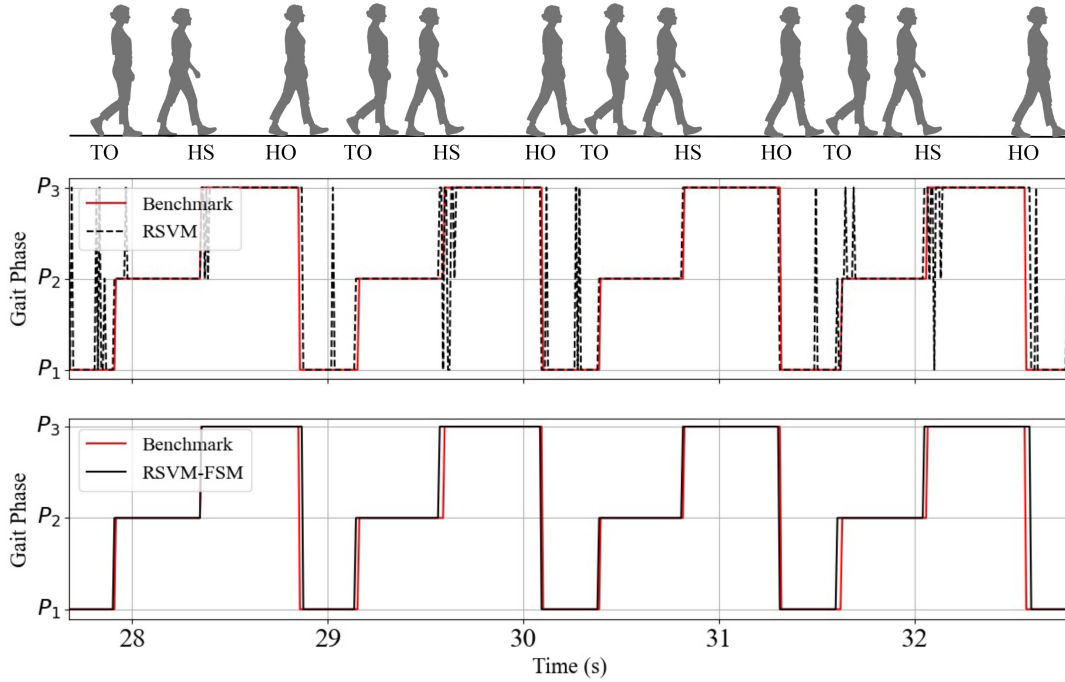 TO HS HO TO HS HO TO HS HO TO HS HO
P3
Benchmark
RSVM
P2
P1
Gait Phase
P3
Benchmark
RSVM-FSM
P2
P1
Gait Phase
28 29 30 31 32
Time (s)